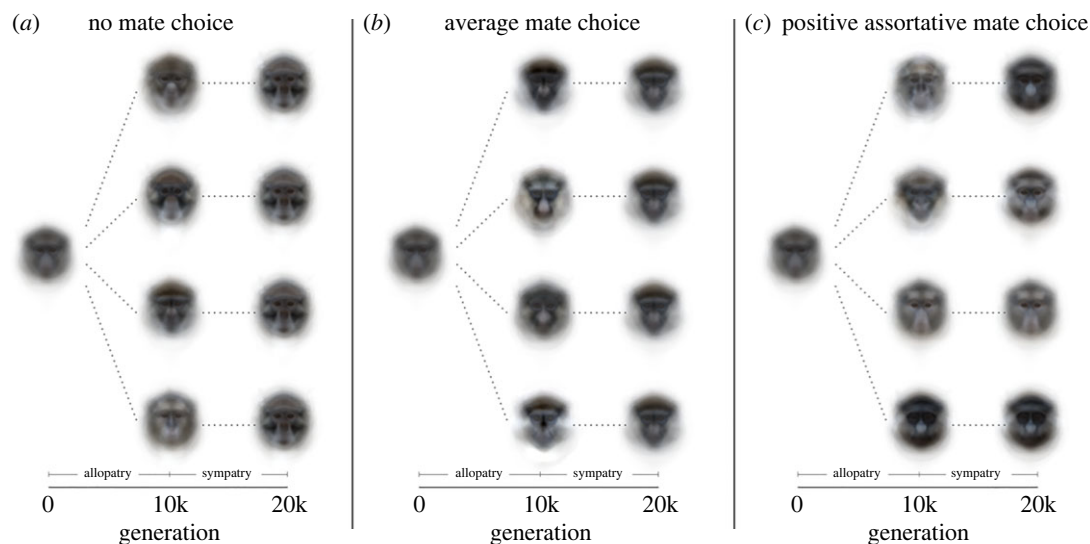 (a) no mate choice
(b) average mate choice
(c) positive assortative mate choice
allopatry sympatry
0 10k 20k
generation
allopatry sympatry
0 10k 20k
generation
allopatry sympatry
0 10k 20k
generation